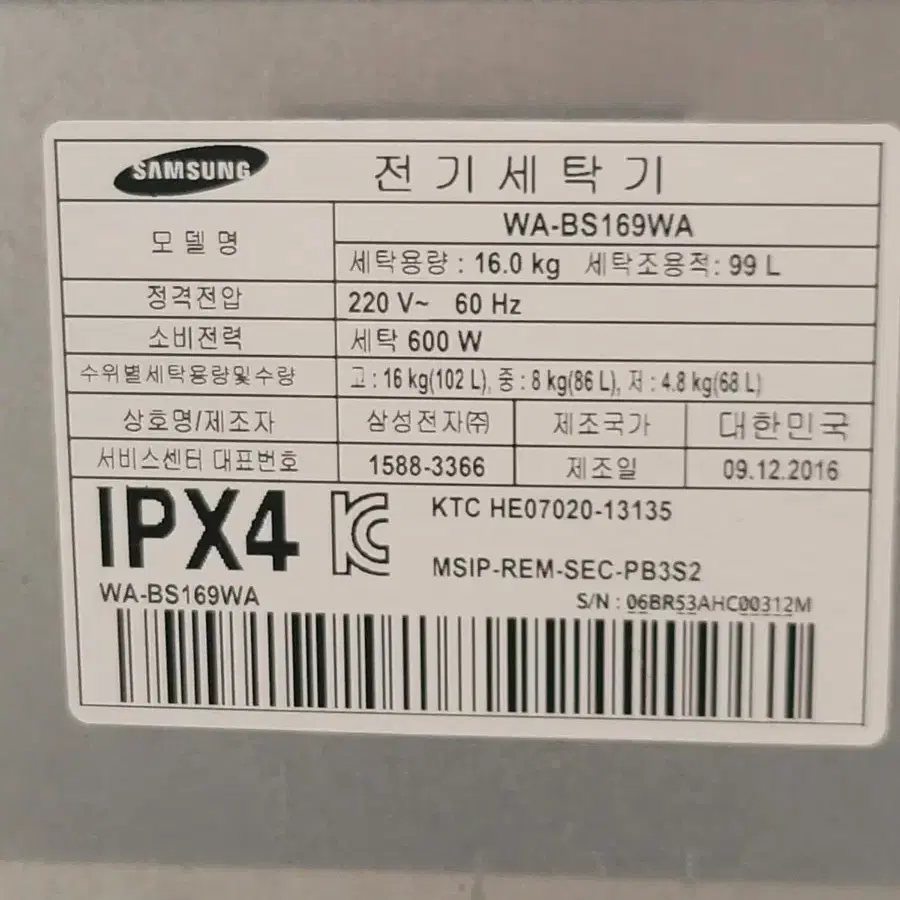 SAMSUNG 전기세탁기
모델명 WA-BS169WA
세탁용량 : 16.0 kg 세탁조용적: 99 L
정격전압 220 V~ 60 Hz
소비전력 세탁 600 W
수위별세탁용량및수량 고 : 16 kg(102 L), 중 : 8 kg(86 L), 저 : 4.8 kg(68 L)
상호명/제조자 삼성전자㈜ 제조국가 대한민국
서비스센터 대표번호 1588-3366 제조일 09.12.2016
IPX4 KC KTC HE07020-13135
MSIP-REM-SEC-PB3S2
WA-BS169WA S/N : 06BR53AHC00312M